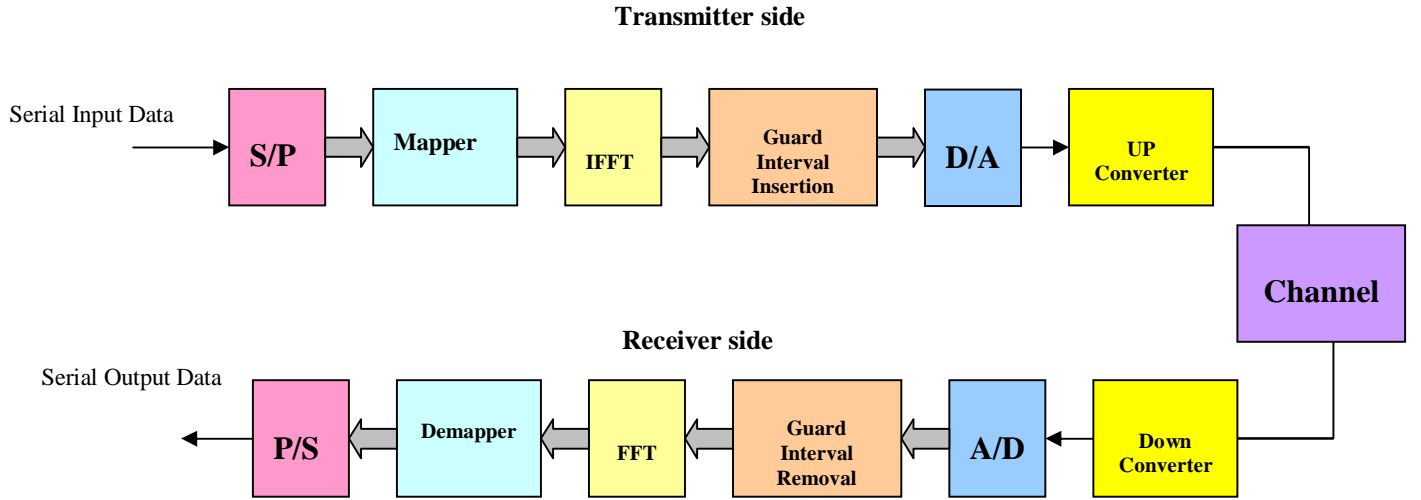 Transmitter side
Serial Input Data
S/P
Mapper
IFFT
Guard
Interval
Insertion
D/A
UP
Converter
Channel
Receiver side
Serial Output Data
P/S
Demapper
FFT
Guard
Interval
Removal
A/D
Down
Converter